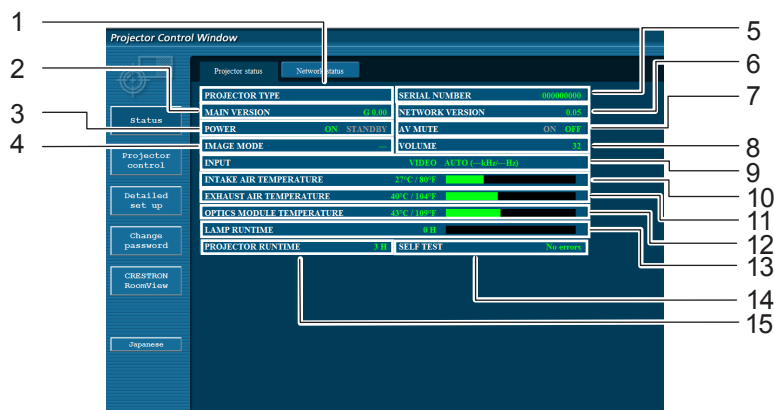 1
2
3
4
5
6
7
8
9
10
11
12
13
14
15
Projector Control Window
Projector status
Network status
Status
Projector control
Detailed set up
Change password
CRESTRON RoomView
Japanese
PROJECTOR TYPE
SERIAL NUMBER 000000000
MAIN VERSION G 0.00
NETWORK VERSION 0.05
POWER ON STANDBY
AV MUTE ON OFF
IMAGE MODE ---
VOLUME 32
INPUT VIDEO AUTO (---kHz/---Hz)
INTAKE AIR TEMPERATURE 27°C / 80°F
EXHAUST AIR TEMPERATURE 40°C / 104°F
OPTICS MODULE TEMPERATURE 43°C / 109°F
LAMP RUNTIME 0 H
PROJECTOR RUNTIME 3 H
SELF TEST No errors